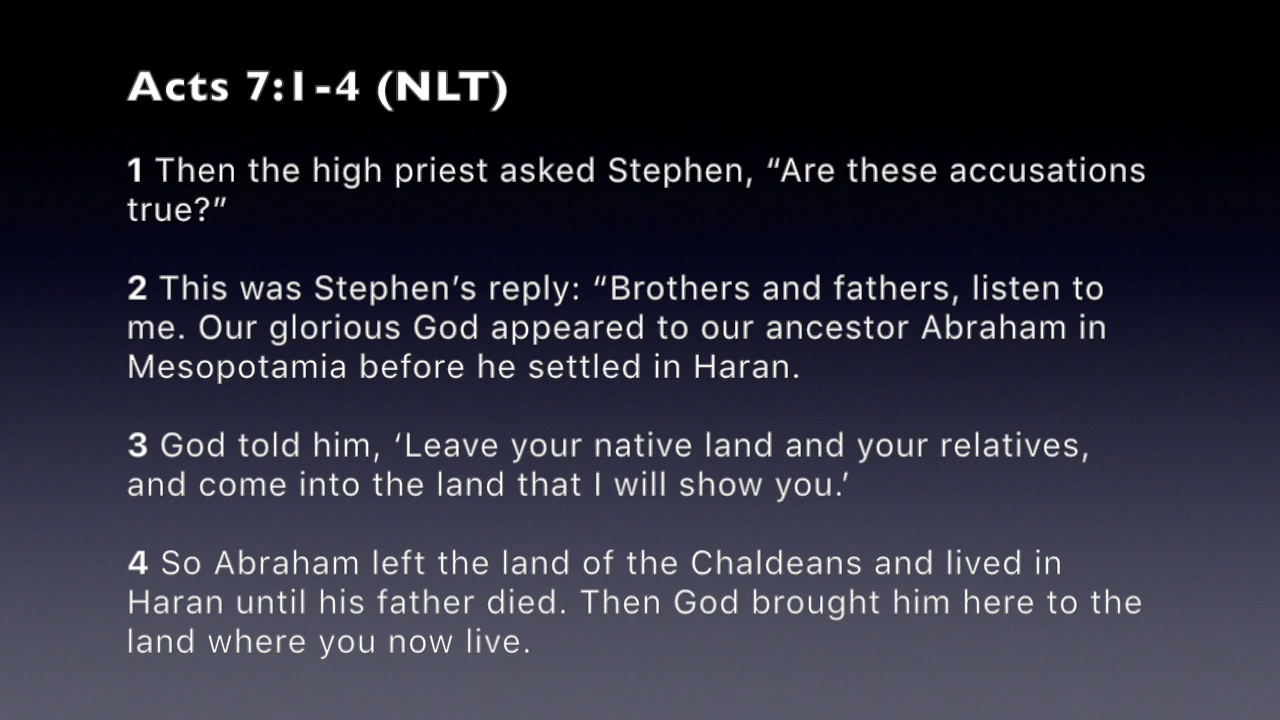 Acts 7:1-4 (NLT)
1 Then the high priest asked Stephen, “Are these accusations
true?”
2 This was Stephen’s reply: “Brothers and fathers, listen to
me. Our glorious God appeared to our ancestor Abraham in
Mesopotamia before he settled in Haran.
3 God told him, ‘Leave your native land and your relatives,
and come into the land that I will show you.’
4 So Abraham left the land of the Chaldeans and lived in
Haran until his father died. Then God brought him here to the
land where you now live.